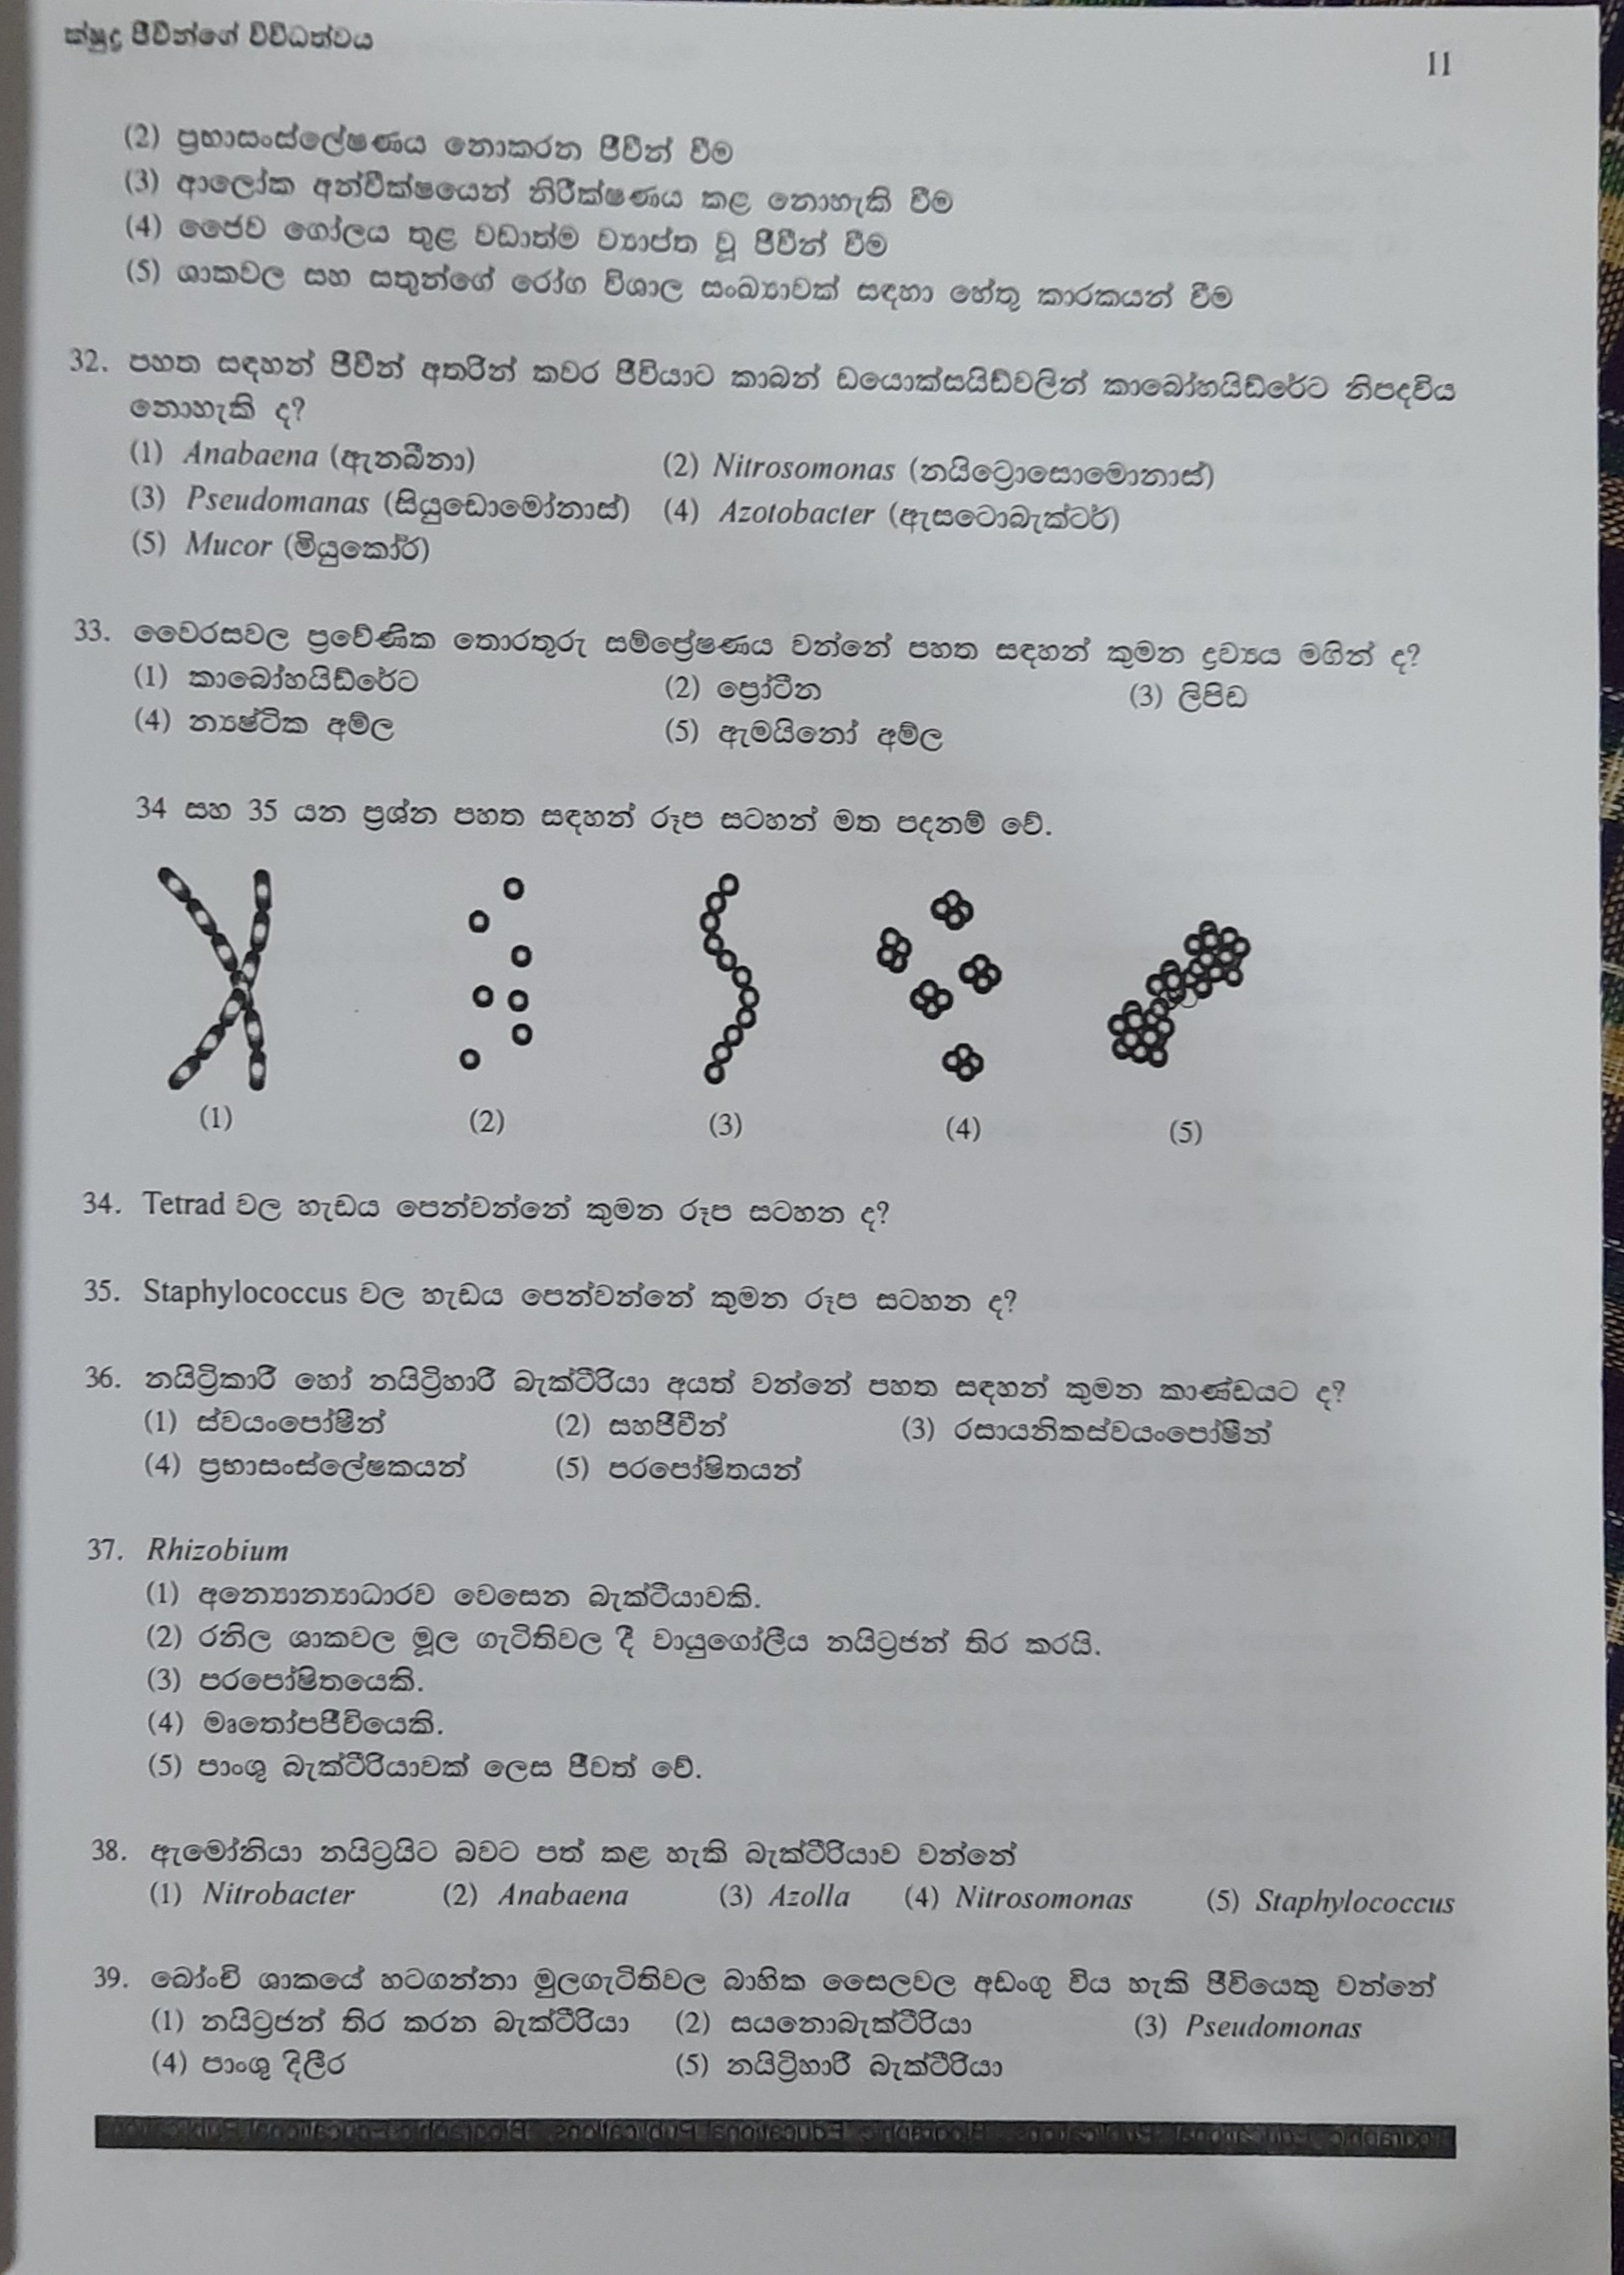 ක්ෂුද්‍ර ජීවීන්ගේ විවිධත්වය
11
(2) ප්‍රභාසංස්ලේෂණය නොකරන ජීවීන් වීම
(3) ආලෝක අන්වීක්ෂයෙන් නිරීක්ෂණය කළ නොහැකි වීම
(4) ජෛව ගෝලය තුළ වඩාත්ම ව්‍යාප්ත වූ ජීවීන් වීම
(5) ශාකවල සහ සතුන්ගේ රෝග විශාල සංඛ්‍යාවක් සඳහා හේතු කාරකයන් වීම
32. පහත සඳහන් ජීවීන් අතරින් කවර ජීවියාට කාබන් ඩයොක්සයිඩ්වලින් කාබෝහයිඩ්රේට නිපදවිය
නොහැකි ද?
(1) Anabaena (ඇනබීනා) (2) Nitrosomonas (නයිට්‍රොසොමොනාස්)
(3) Pseudomanas (සියුඩොමෝනාස්) (4) Azotobacter (ඇසටොබැක්ටර්)
(5) Mucor (මියුකෝර්)
33. වෛරසවල ප්‍රවේණික තොරතුරු සම්ප්‍රේෂණය වන්නේ පහත සඳහන් කුමන ද්‍රව්‍යය මගින් ද?
(1) කාබෝහයිඩ්රේට (2) ප්‍රෝටීන (3) ලිපිඩ
(4) න්‍යෂ්ටික අම්ල (5) ඇමයිනෝ අම්ල
34 සහ 35 යන ප්‍රශ්න පහත සඳහන් රූප සටහන් මත පදනම් වේ.
(1) (2) (3) (4) (5)
34. Tetrad වල හැඩය පෙන්වන්නේ කුමන රූප සටහන ද?
35. Staphylococcus වල හැඩය පෙන්වන්නේ කුමන රූප සටහන ද?
36. නයිට්‍රිකාරී හෝ නයිට්‍රිහාරී බැක්ටීරියා අයත් වන්නේ පහත සඳහන් කුමන කාණ්ඩයට ද?
(1) ස්වයංපෝෂීන් (2) සහජීවීන් (3) රසායනිකස්වයංපෝෂීන්
(4) ප්‍රභාසංස්ලේෂකයන් (5) පරපෝෂිතයන්
37. Rhizobium
(1) අන්‍යොන්‍යාධාරව වෙසෙන බැක්ටීයාවකි.
(2) රනිල ශාකවල මූල ගැටිතිවල දී වායුගෝලීය නයිට්‍රජන් තිර කරයි.
(3) පරපෝෂිතයෙකි.
(4) මෘතෝපජීවියෙකි.
(5) පාංශු බැක්ටීරියාවක් ලෙස ජීවත් වේ.
38. ඇමෝනියා නයිට්‍රයිට බවට පත් කළ හැකි බැක්ටීරියාව වන්නේ
(1) Nitrobacter (2) Anabaena (3) Azolla (4) Nitrosomonas (5) Staphylococcus
39. බෝංචි ශාකයේ හටගන්නා මුලගැටිතිවල බාහික සෛලවල අඩංගු විය හැකි ජීවියෙකු වන්නේ
(1) නයිට්‍රජන් තිර කරන බැක්ටීරියා (2) සයනොබැක්ටීරියා (3) Pseudomonas
(4) පාංශු දිලීර (5) නයිට්‍රිහාරී බැක්ටීරියා